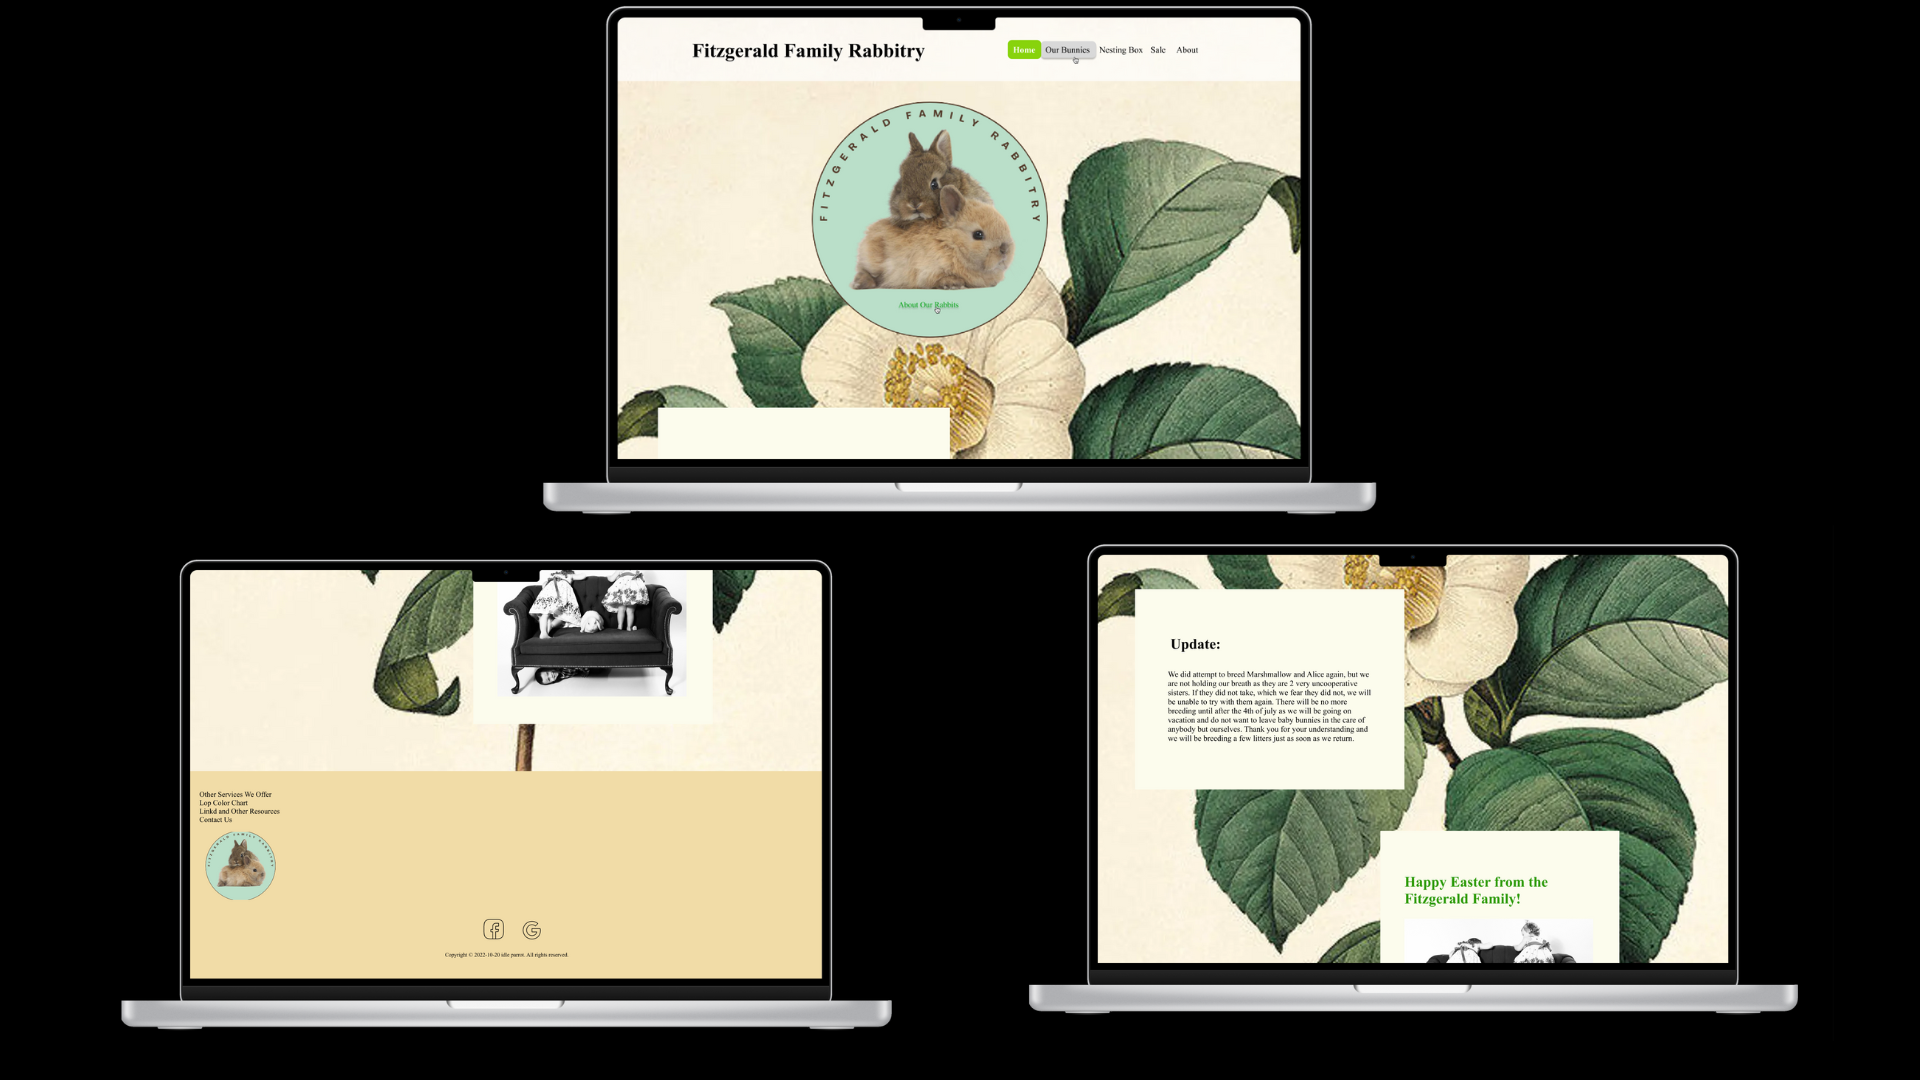 Fitzgerald Family Rabbitry
Home Our Bunnies Nesting Box Sale About
FITZGERALD FAMILY RABBITRY
About Our Rabbits
Other Services We Offer
Lop Color Chart
Linkd and Other Resources
Contact Us
FITZGERALD FAMILY RABBITRY
Copyright © 2022-10-20 ulle parrot. All rights reserved.
Update:
We did attempt to breed Marshmallow and Alice again, but we
are not holding our breath as they are 2 very uncooperative
sisters. If they did not take, which we fear they did not, we will
be unable to try with them again. There will be no more
breeding until after the 4th of july as we will be going on
vacation and do not want to leave baby bunnies in the care of
anybody but ourselves. Thank you for your understanding and
we will be breeding a few litters just as soon as we return.
Happy Easter from the
Fitzgerald Family!